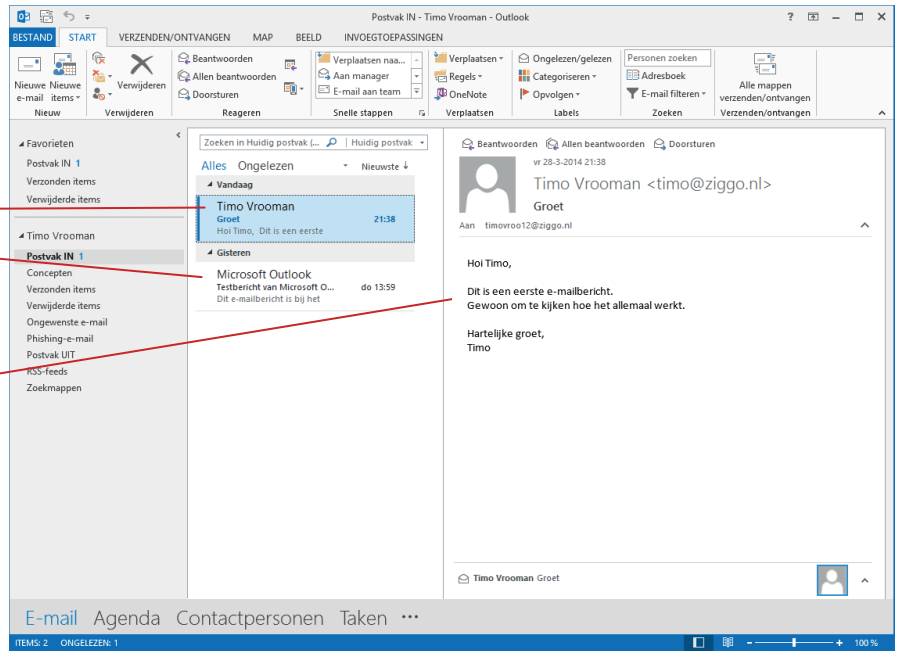 Postvak IN - Timo Vrooman - Outlook
BESTAND START VERZENDEN/ONTVANGEN MAP BEELD INVOEGTOEPASSINGEN
Nieuwe e-mail
Nieuwe items
Nieuw
Verwijderen
Verwijderen
Beantwoorden
Allen beantwoorden
Doorsturen
Reageren
Verplaatsen naa...
Aan manager
E-mail aan team
Snelle stappen
Verplaatsen
Regels
OneNote
Verplaatsen
Ongelezen/gelezen
Categoriseren
Opvolgen
Labels
Personen zoeken
Adresboek
E-mail filteren
Zoeken
Alle mappen
verzenden/ontvangen
Verzenden/ontvangen
Favorieten
Postvak IN 1
Verzonden items
Verwijderde items
Timo Vrooman
Postvak IN 1
Concepten
Verzonden items
Verwijderde items
Ongewenste e-mail
Phishing-e-mail
Postvak UIT
RSS-feeds
Zoekmappen
Zoeken in Huidig postvak (... Huidig postvak
Alles Ongelezen Nieuwste ↓
Vandaag
Timo Vrooman
Groet 21:38
Hoi Timo, Dit is een eerste
Gisteren
Microsoft Outlook
Testbericht van Microsoft O... do 13:59
Dit e-mailbericht is bij het
Beantwoorden Allen beantwoorden Doorsturen
vr 28-3-2014 21:38
Timo Vrooman <timo@ziggo.nl>
Groet
Aan timovroo12@ziggo.nl
Hoi Timo,
Dit is een eerste e-mailbericht.
Gewoon om te kijken hoe het allemaal werkt.
Hartelijke groet,
Timo
Timo Vrooman Groet
E-mail Agenda Contactpersonen Taken ···
ITEMS: 2 ONGELEZEN: 1 100 %